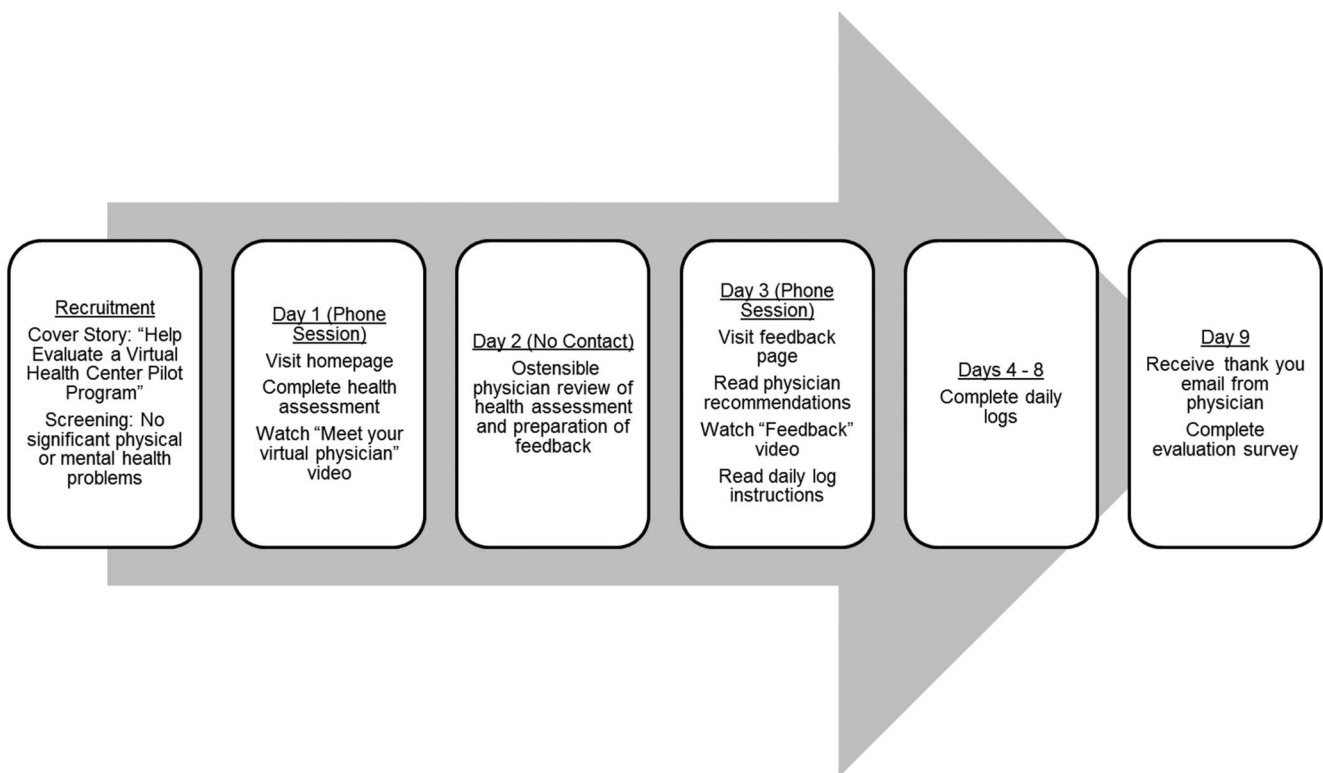 Recruitment
Cover Story: “Help
Evaluate a Virtual
Health Center Pilot
Program”
Screening: No
significant physical
or mental health
problems
Day 1 (Phone
Session)
Visit homepage
Complete health
assessment
Watch “Meet your
virtual physician”
video
Day 2 (No Contact)
Ostensible
physician review of
health assessment
and preparation of
feedback
Day 3 (Phone
Session)
Visit feedback
page
Read physician
recommendations
Watch “Feedback”
video
Read daily log
instructions
Days 4 - 8
Complete daily
logs
Day 9
Receive thank you
email from
physician
Complete
evaluation survey